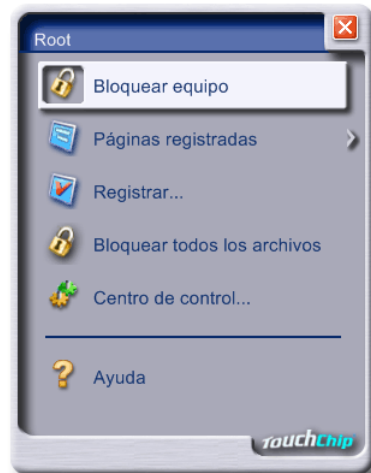 Root
Bloquear equipo
Páginas registradas
Registrar...
Bloquear todos los archivos
Centro de control...
Ayuda
TouchChip